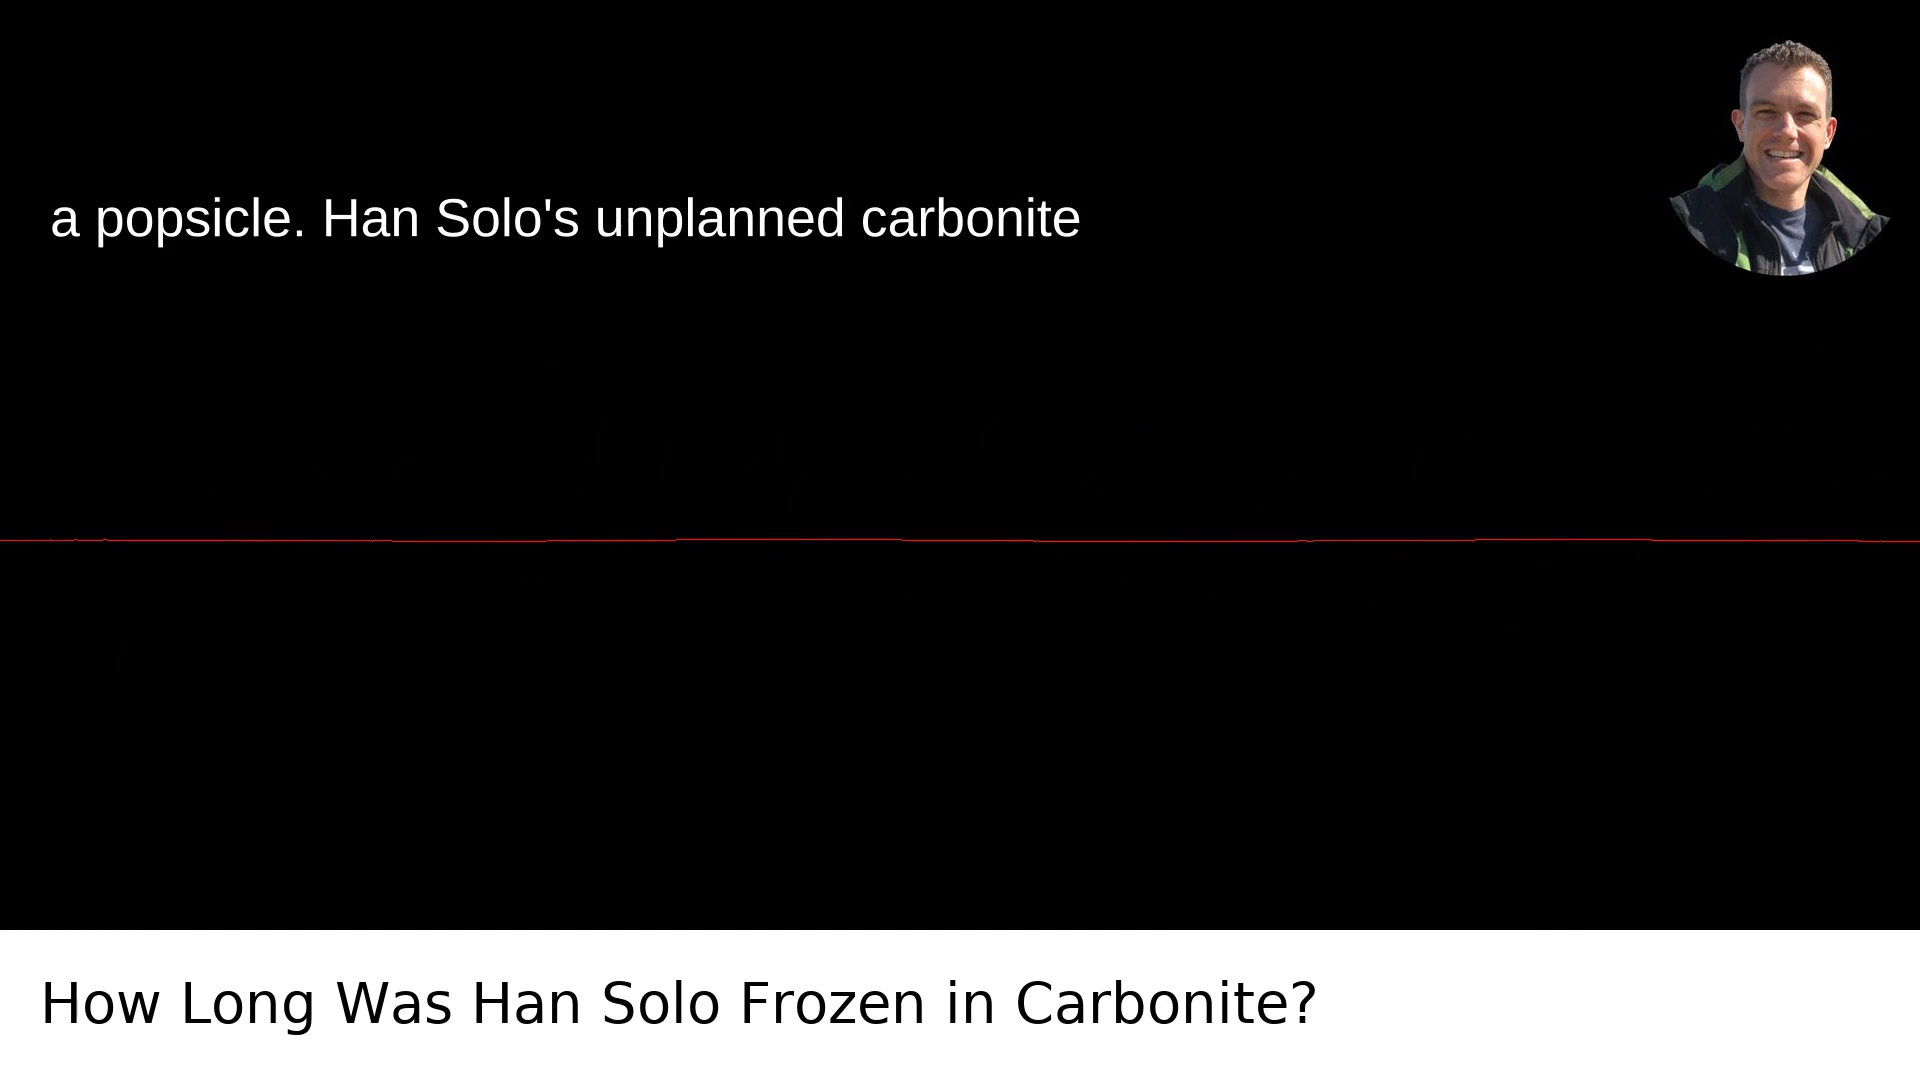 a popsicle. Han Solo's unplanned carbonite
How Long Was Han Solo Frozen in Carbonite?